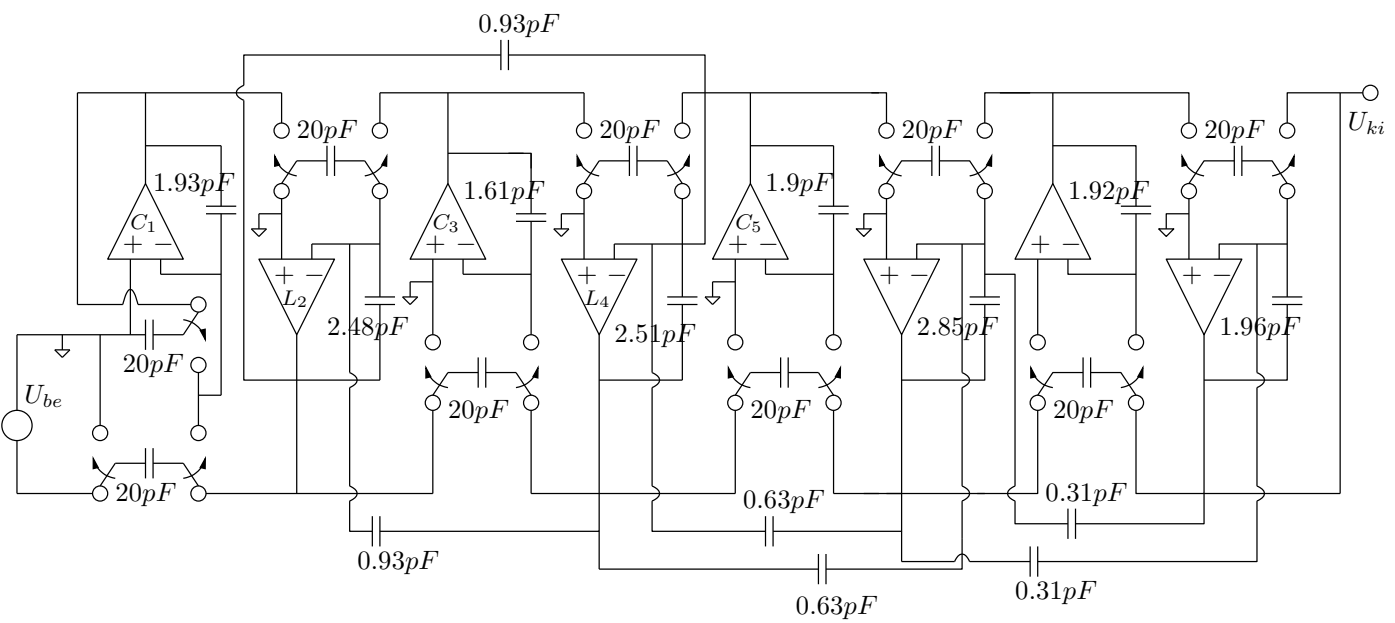 0.93pF
20pF 20pF 20pF 20pF
U_ki
1.93pF 1.61pF 1.9pF 1.92pF
C_1 C_3 C_5
+ − + − + − + −
+ − + − + − + −
L_2 L_4
2.48pF 2.51pF 2.85pF 1.96pF
20pF
U_be
20pF 20pF 20pF
20pF
0.63pF 0.31pF
0.93pF
0.31pF
0.63pF